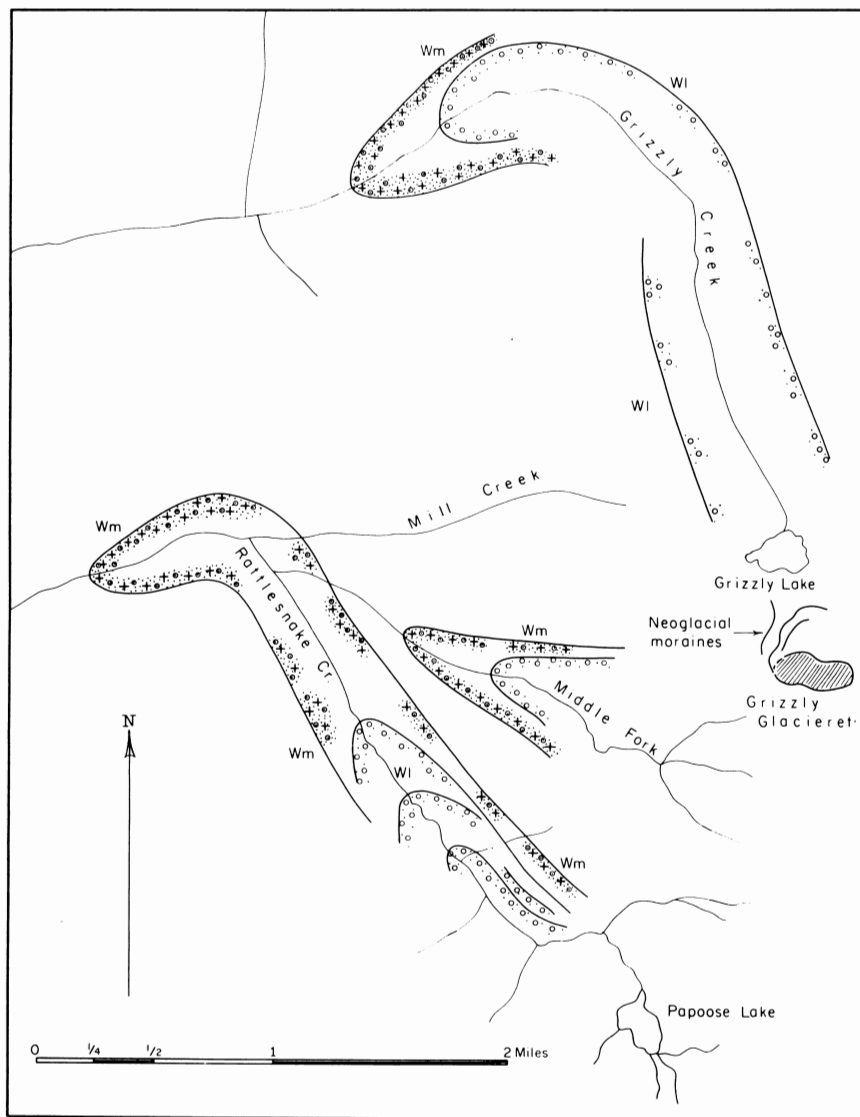 Wm
Wl
Grizzly
Creek
Wl
Mill Creek
Wm
Rattlesnake Cr.
Grizzly Lake
Neoglacial
moraines
Wm
Middle Fork
Grizzly
Glacieret
N
Wm
Wl
Wm
Papoose Lake
0 1/4 1/2 1 2 Miles